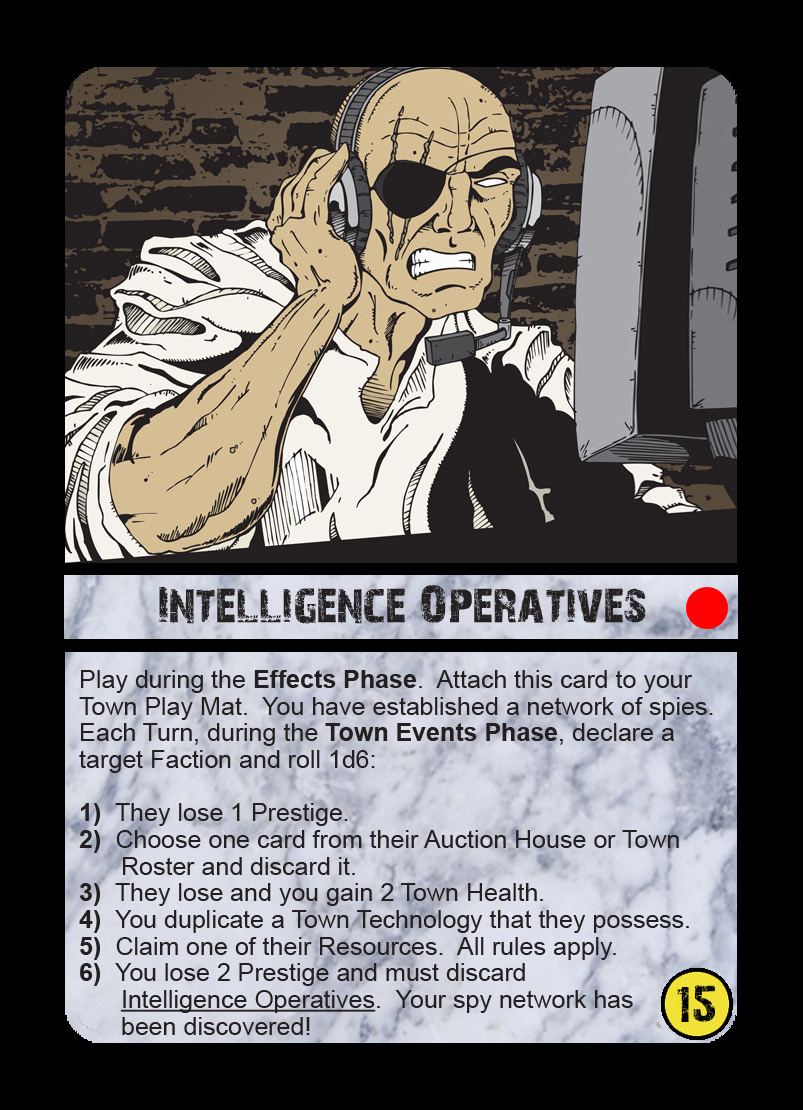 Intelligence Operatives
Play during the Effects Phase.  Attach this card to your
Town Play Mat.  You have established a network of spies.
Each Turn, during the Town Events Phase, declare a
target Faction and roll 1d6:
1)  They lose 1 Prestige.
2)  Choose one card from their Auction House or Town
Roster and discard it.
3)  They lose and you gain 2 Town Health.
4)  You duplicate a Town Technology that they possess.
5)  Claim one of their Resources.  All rules apply.
6)  You lose 2 Prestige and must discard
Intelligence Operatives.  Your spy network has
been discovered!
15